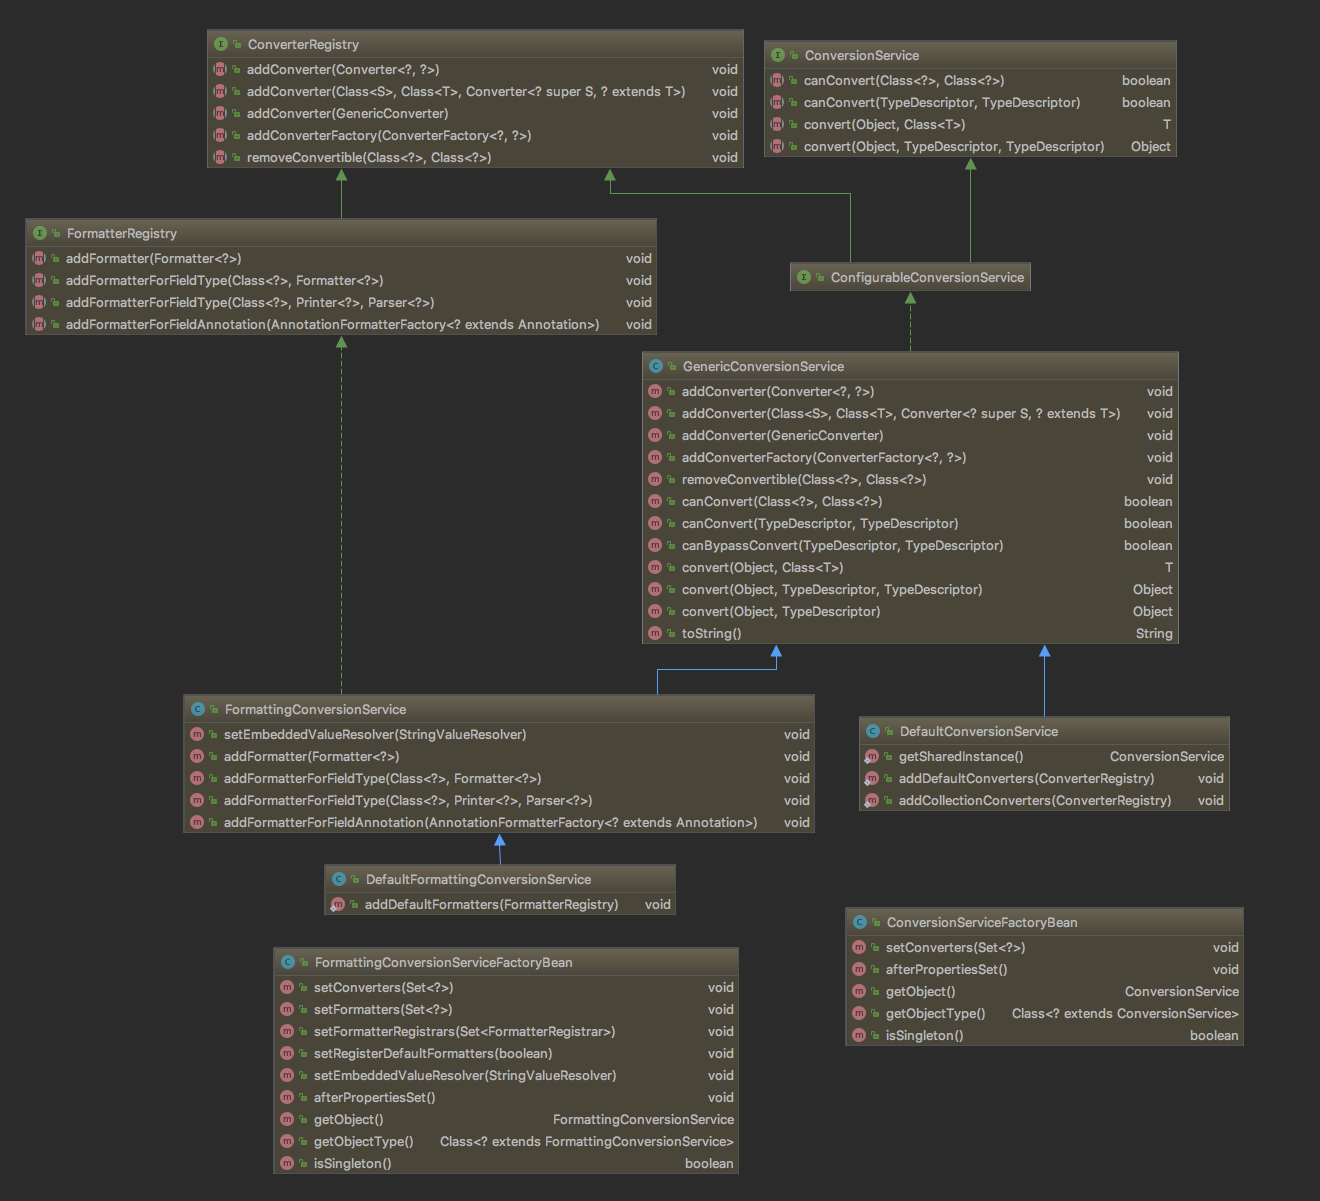 ConverterRegistry
addConverter(Converter<?, ?>) void
addConverter(Class<S>, Class<T>, Converter<? super S, ? extends T>) void
addConverter(GenericConverter) void
addConverterFactory(ConverterFactory<?, ?>) void
removeConvertible(Class<?>, Class<?>) void
ConversionService
canConvert(Class<?>, Class<?>) boolean
canConvert(TypeDescriptor, TypeDescriptor) boolean
convert(Object, Class<T>) T
convert(Object, TypeDescriptor, TypeDescriptor) Object
FormatterRegistry
addFormatter(Formatter<?>) void
addFormatterForFieldType(Class<?>, Formatter<?>) void
addFormatterForFieldType(Class<?>, Printer<?>, Parser<?>) void
addFormatterForFieldAnnotation(AnnotationFormatterFactory<? extends Annotation>) void
ConfigurableConversionService
GenericConversionService
addConverter(Converter<?, ?>) void
addConverter(Class<S>, Class<T>, Converter<? super S, ? extends T>) void
addConverter(GenericConverter) void
addConverterFactory(ConverterFactory<?, ?>) void
removeConvertible(Class<?>, Class<?>) void
canConvert(Class<?>, Class<?>) boolean
canConvert(TypeDescriptor, TypeDescriptor) boolean
canBypassConvert(TypeDescriptor, TypeDescriptor) boolean
convert(Object, Class<T>) T
convert(Object, TypeDescriptor, TypeDescriptor) Object
convert(Object, TypeDescriptor) Object
toString() String
FormattingConversionService
setEmbeddedValueResolver(StringValueResolver) void
addFormatter(Formatter<?>) void
addFormatterForFieldType(Class<?>, Formatter<?>) void
addFormatterForFieldType(Class<?>, Printer<?>, Parser<?>) void
addFormatterForFieldAnnotation(AnnotationFormatterFactory<? extends Annotation>) void
DefaultConversionService
getSharedInstance() ConversionService
addDefaultConverters(ConverterRegistry) void
addCollectionConverters(ConverterRegistry) void
DefaultFormattingConversionService
addDefaultFormatters(FormatterRegistry) void
ConversionServiceFactoryBean
setConverters(Set<?>) void
afterPropertiesSet() void
getObject() ConversionService
getObjectType() Class<? extends ConversionService>
isSingleton() boolean
FormattingConversionServiceFactoryBean
setConverters(Set<?>) void
setFormatters(Set<?>) void
setFormatterRegistrars(Set<FormatterRegistrar>) void
setRegisterDefaultFormatters(boolean) void
setEmbeddedValueResolver(StringValueResolver) void
afterPropertiesSet() void
getObject() FormattingConversionService
getObjectType() Class<? extends FormattingConversionService>
isSingleton() boolean